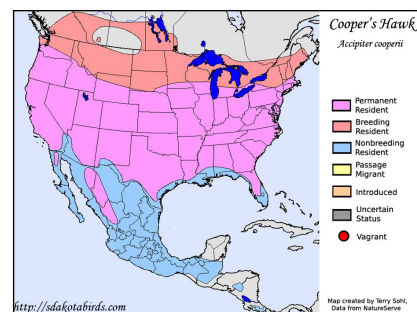 Cooper's Hawk
Accipiter cooperii
Permanent
Resident
Breeding
Resident
Nonbreeding
Resident
Passage
Migrant
Introduced
Uncertain
Status
Vagrant
Map created by Terry Sohl,
Data from NatureServe
http://sdakotabirds.com